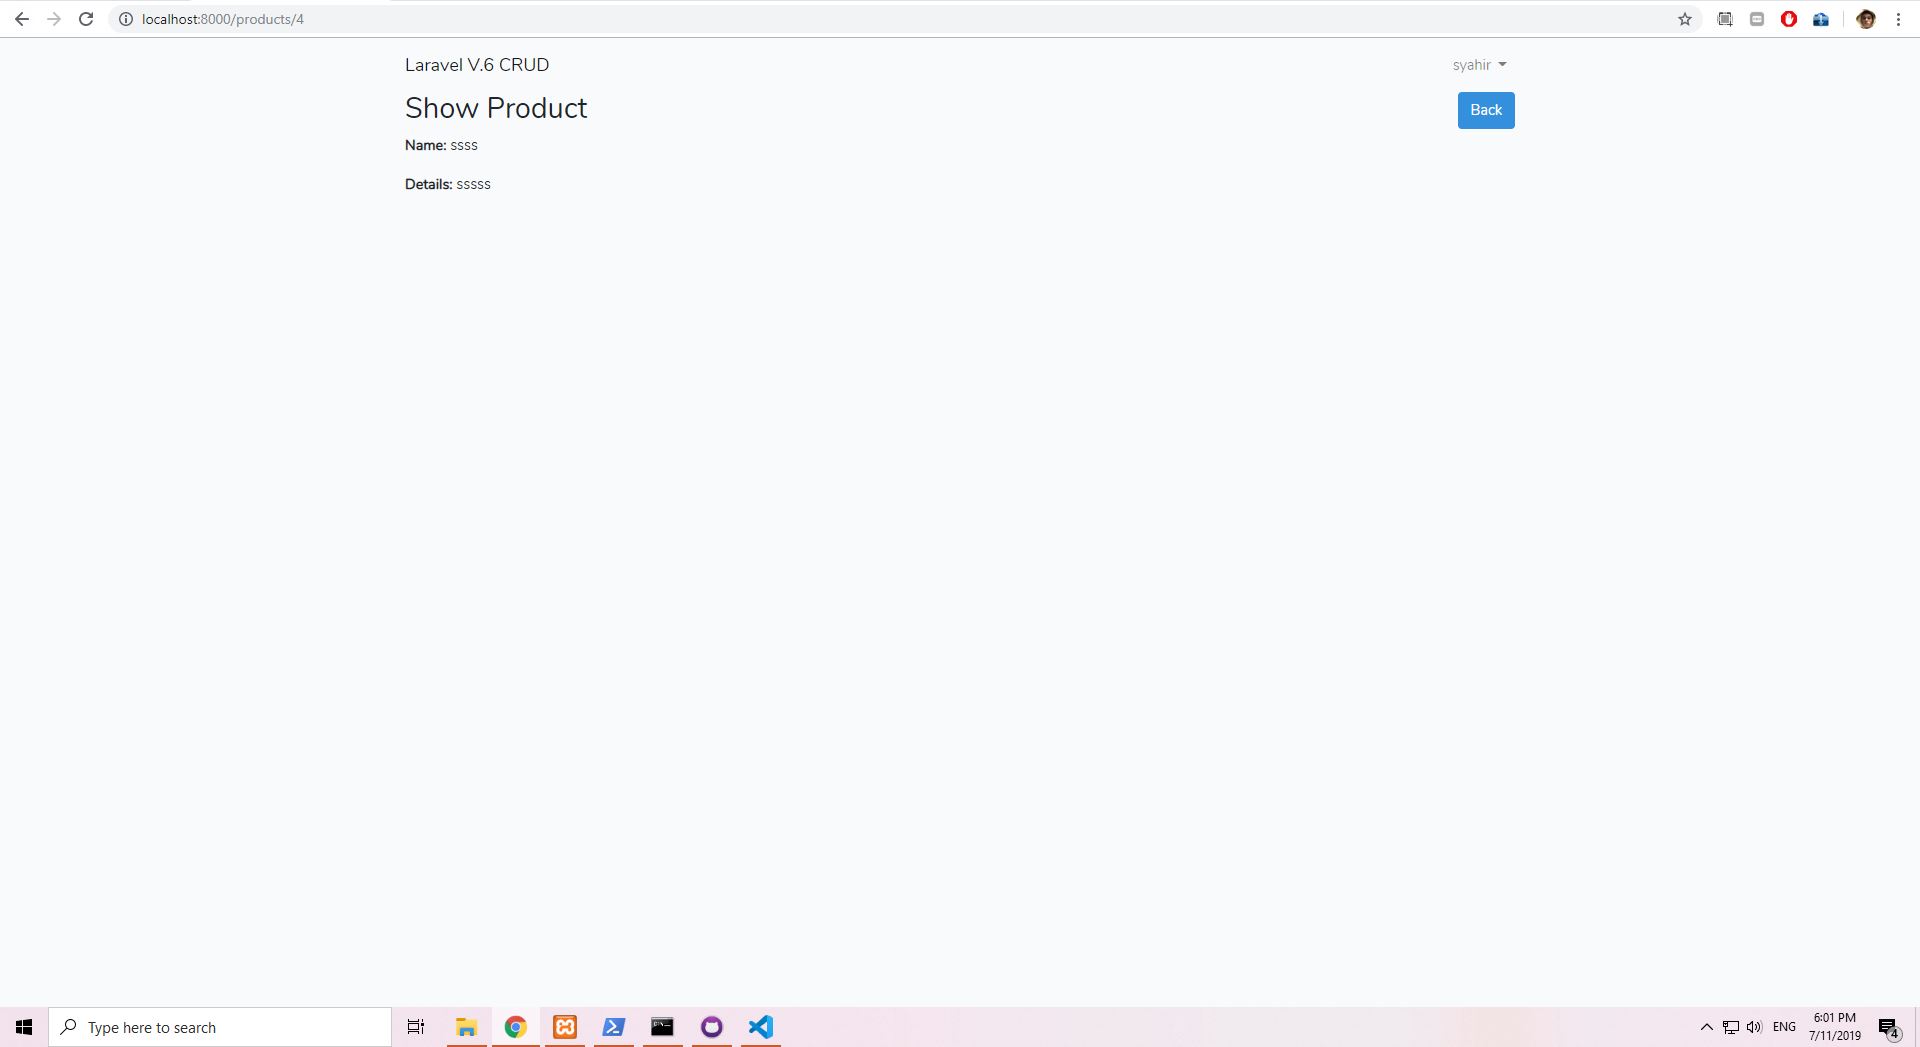 localhost:8000/products/4
Laravel V.6 CRUD
syahir
Show Product
Back
Name: ssss
Details: sssss
Type here to search
ENG
6:01 PM
7/11/2019
4